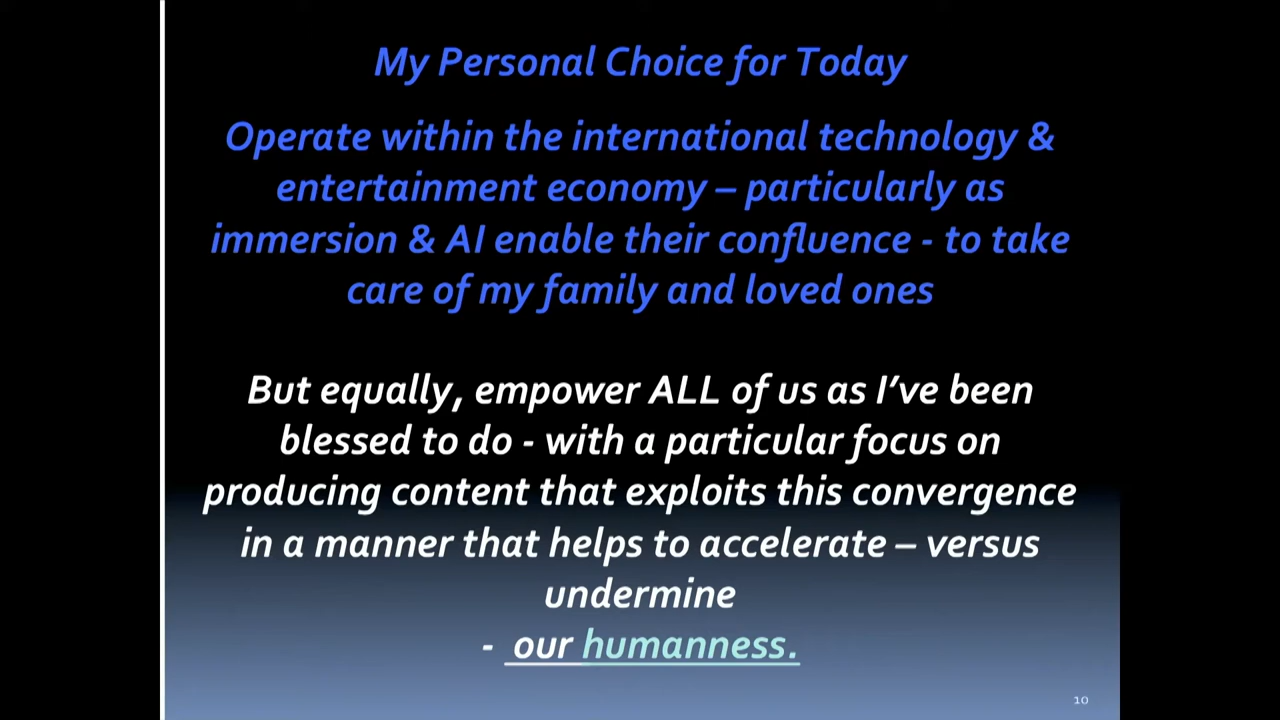 My Personal Choice for Today
Operate within the international technology &
entertainment economy – particularly as
immersion & AI enable their confluence - to take
care of my family and loved ones
But equally, empower ALL of us as I’ve been
blessed to do - with a particular focus on
producing content that exploits this convergence
in a manner that helps to accelerate – versus
undermine
- our humanness.
10